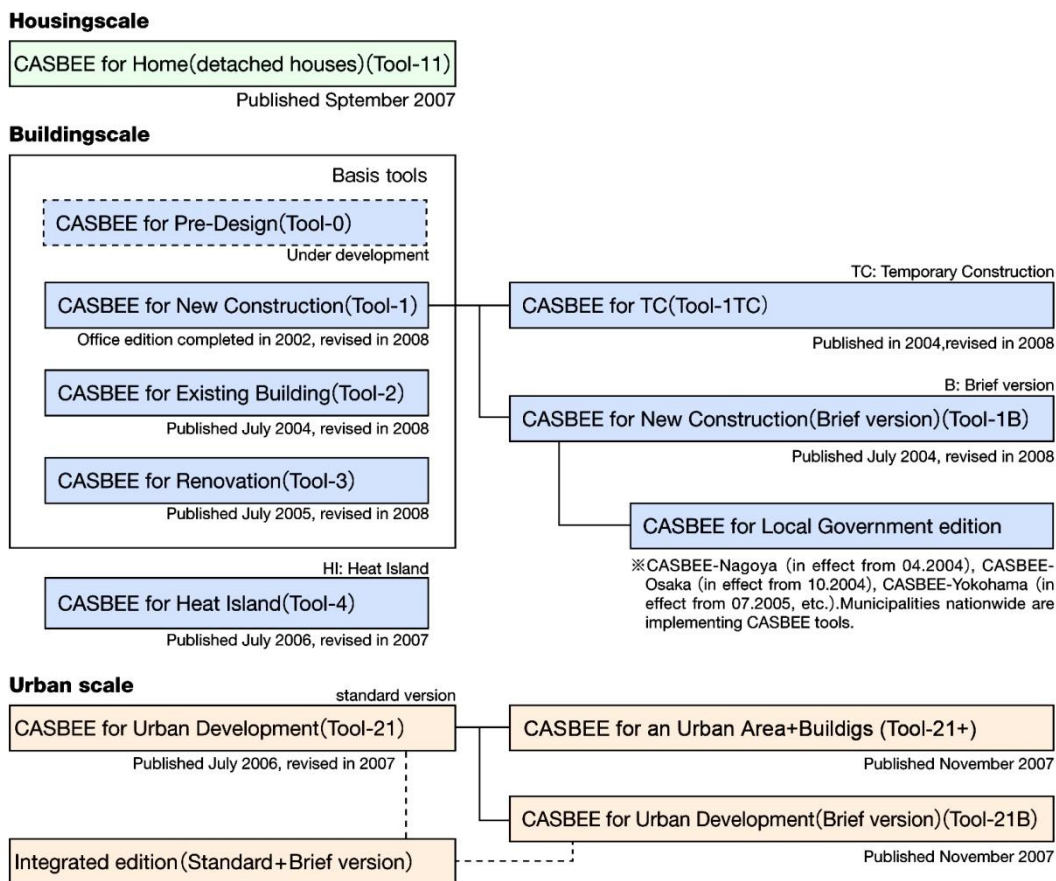 Housingscale
CASBEE for Home(detached houses)(Tool-11)
Published Sptember 2007
Buildingscale
Basis tools
CASBEE for Pre-Design(Tool-0)
Under development
CASBEE for New Construction(Tool-1)
Office edition completed in 2002, revised in 2008
CASBEE for Existing Building(Tool-2)
Published July 2004, revised in 2008
CASBEE for Renovation(Tool-3)
Published July 2005, revised in 2008
TC: Temporary Construction
CASBEE for TC(Tool-1TC)
Published in 2004,revised in 2008
B: Brief version
CASBEE for New Construction(Brief version)(Tool-1B)
Published July 2004, revised in 2008
CASBEE for Local Government edition
※CASBEE-Nagoya (in effect from 04.2004), CASBEE-
Osaka (in effect from 10.2004), CASBEE-Yokohama (in
effect from 07.2005, etc.).Municipalities nationwide are
implementing CASBEE tools.
HI: Heat Island
CASBEE for Heat Island(Tool-4)
Published July 2006, revised in 2007
Urban scale
standard version
CASBEE for Urban Development(Tool-21)
Published July 2006, revised in 2007
CASBEE for an Urban Area+Buildigs (Tool-21+)
Published November 2007
CASBEE for Urban Development(Brief version)(Tool-21B)
Published November 2007
Integrated edition(Standard+Brief version)